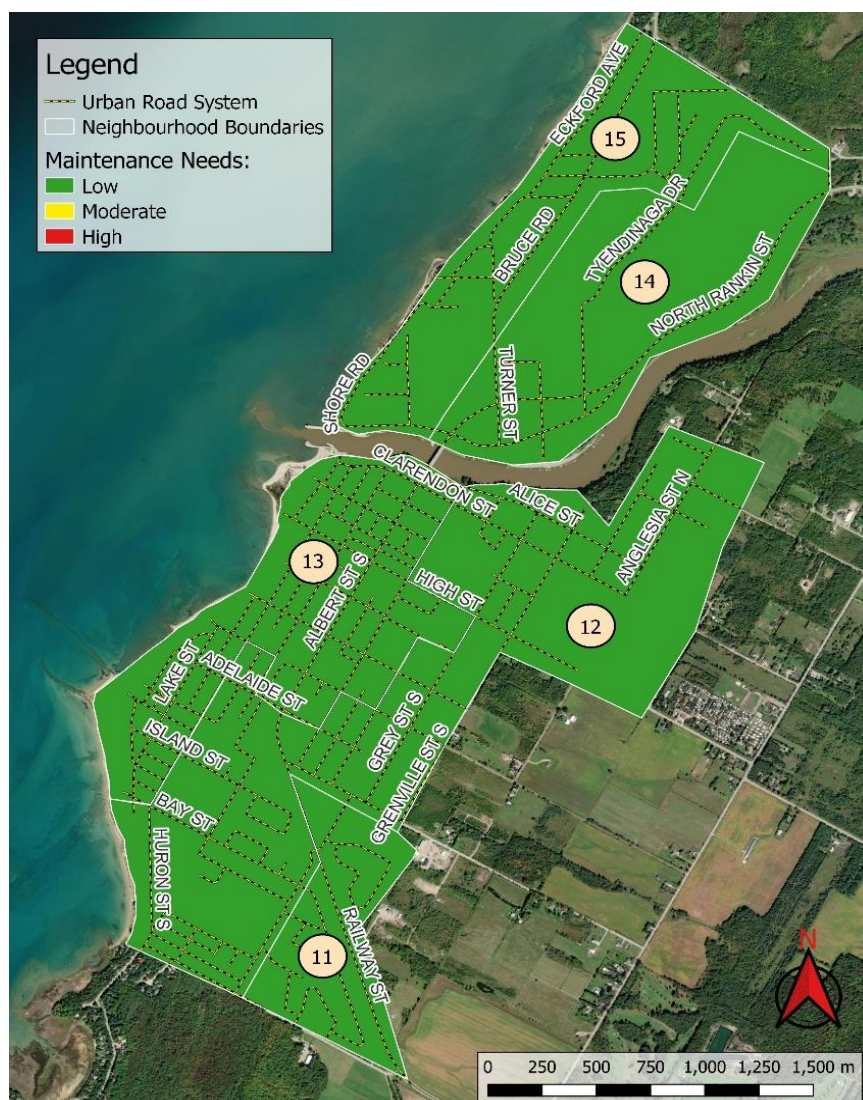 Legend
Urban Road System
Neighbourhood Boundaries
Maintenance Needs:
Low
Moderate
High
ECKFORD AVE
15
BRUCE RD
TYENDINAGA DR
14
NORTH RANKIN ST
SHORE RD
TURNER ST
CLARENDON ST
ALICE ST
ANGLESIA ST N
13
ALBERT ST S
HIGH ST
12
LAKE ST
ADELAIDE ST
ISLAND ST
GREY ST S
GRENVILLE ST S
BAY ST
HURON ST S
RAILWAY ST
11
N
0 250 500 750 1,000 1,250 1,500 m